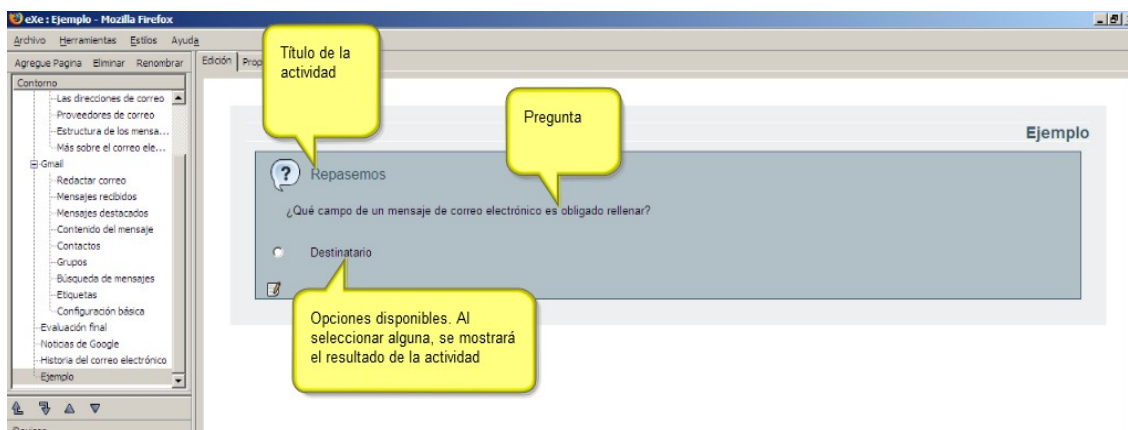 eXe : Ejemplo - Mozilla Firefox
Archivo Herramientas Estilos Ayuda
Agregue Pagina Eliminar Renombrar
Edición Prop
Contorno
Las direcciones de correo
Proveedores de correo
Estructura de los mensa...
Más sobre el correo ele...
Gmail
Redactar correo
Mensajes recibidos
Mensajes destacados
Contenido del mensaje
Contactos
Grupos
Búsqueda de mensajes
Etiquetas
Configuración básica
Evaluación final
Noticias de Google
Historia del correo electrónico
Ejemplo
Título de la
actividad
Pregunta
Ejemplo
Repasemos
¿Qué campo de un mensaje de correo electrónico es obligado rellenar?
Destinatario
Opciones disponibles. Al
seleccionar alguna, se mostrará
el resultado de la actividad